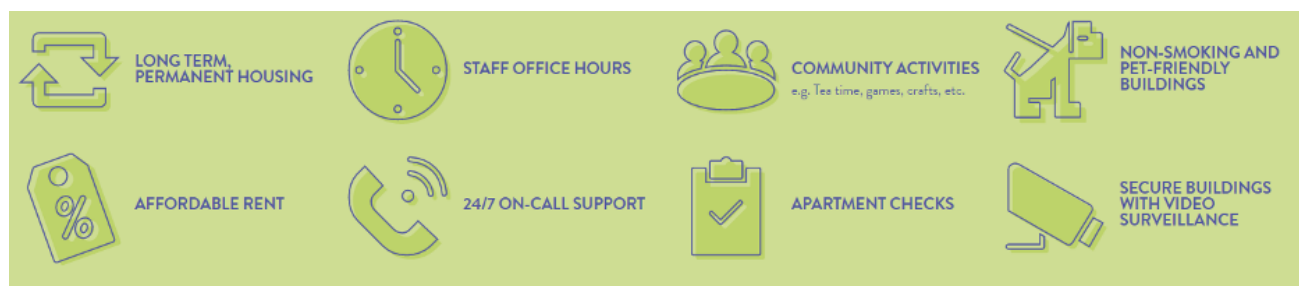 LONG TERM,
PERMANENT HOUSING
STAFF OFFICE HOURS
COMMUNITY ACTIVITIES
e.g. Tea time, games, crafts, etc.
NON-SMOKING AND
PET-FRIENDLY
BUILDINGS
%
AFFORDABLE RENT
24/7 ON-CALL SUPPORT
APARTMENT CHECKS
SECURE BUILDINGS
WITH VIDEO
SURVEILLANCE